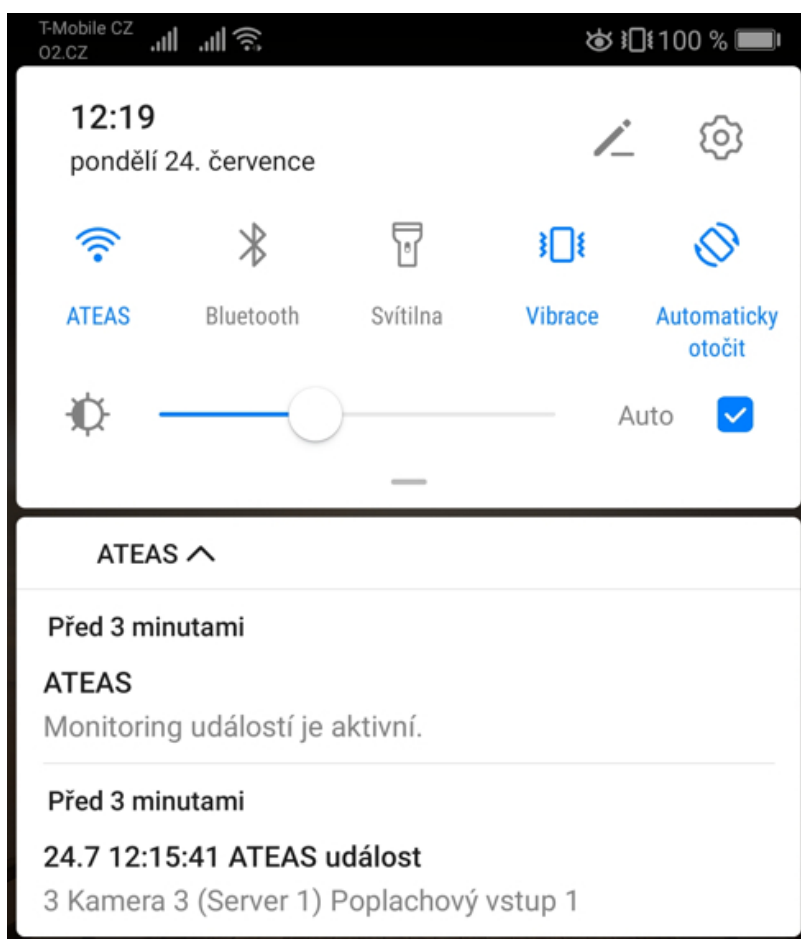 T-Mobile CZ
O2.CZ
100 %
12:19
pondělí 24. července
ATEAS
Bluetooth
Svítilna
Vibrace
Automaticky
otočit
Auto
ATEAS
Před 3 minutami
ATEAS
Monitoring událostí je aktivní.
Před 3 minutami
24.7 12:15:41 ATEAS událost
3 Kamera 3 (Server 1) Poplachový vstup 1